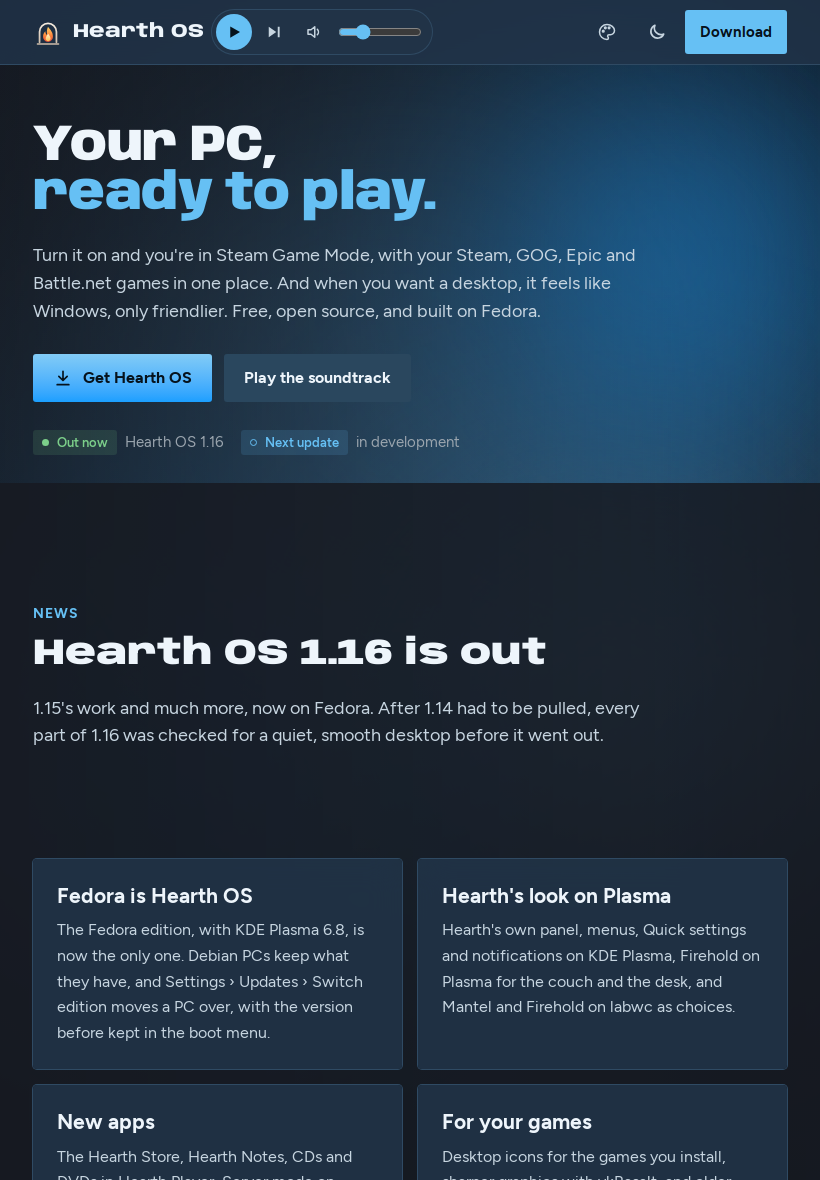 Hearth OS
Download
Your PC,
ready to play.
Turn it on and you're in Steam Game Mode, with your Steam, GOG, Epic and
Battle.net games in one place. And when you want a desktop, it feels like
Windows, only friendlier. Free, open source, and built on Fedora.
Get Hearth OS
Play the soundtrack
Out now Hearth OS 1.16 Next update in development
NEWS
Hearth OS 1.16 is out
1.15's work and much more, now on Fedora. After 1.14 had to be pulled, every
part of 1.16 was checked for a quiet, smooth desktop before it went out.
Fedora is Hearth OS
The Fedora edition, with KDE Plasma 6.8, is
now the only one. Debian PCs keep what
they have, and Settings › Updates › Switch
edition moves a PC over, with the version
before kept in the boot menu.
Hearth's look on Plasma
Hearth's own panel, menus, Quick settings
and notifications on KDE Plasma, Firehold on
Plasma for the couch and the desk, and
Mantel and Firehold on labwc as choices.
New apps
The Hearth Store, Hearth Notes, CDs and
For your games
Desktop icons for the games you install,